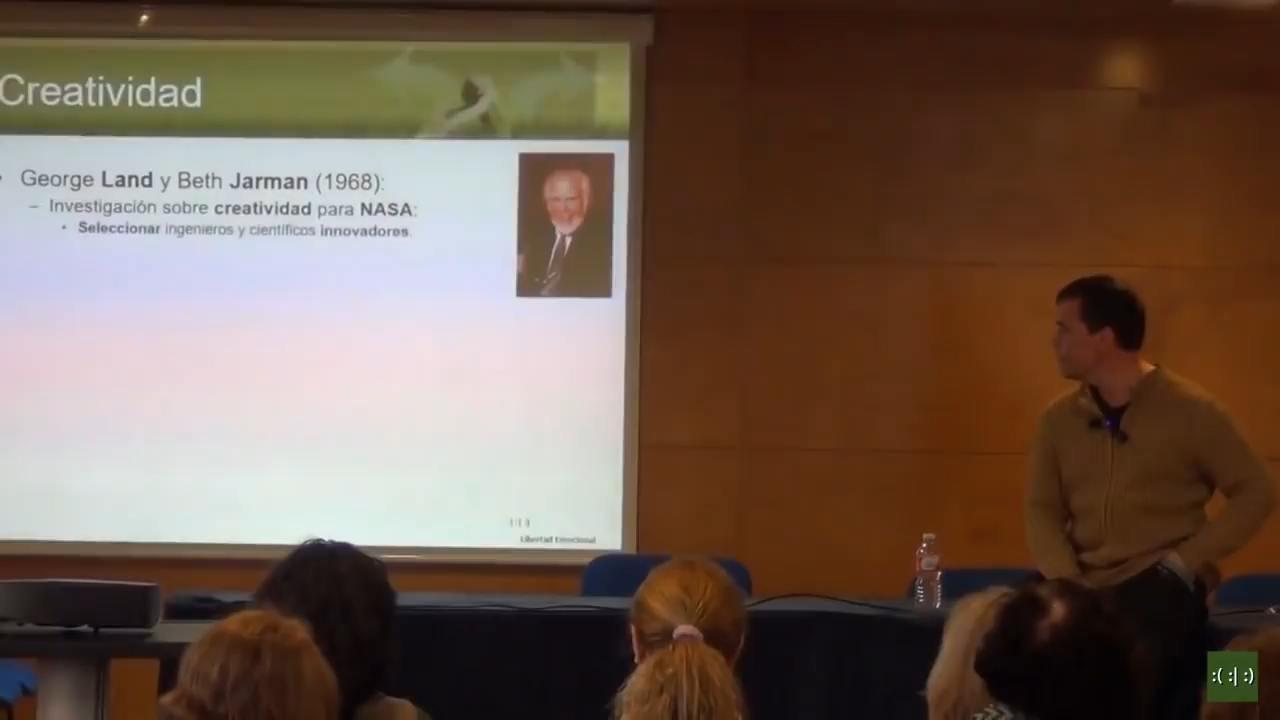 Creatividad
George Land y Beth Jarman (1968):
– Investigación sobre creatividad para NASA:
• Seleccionar ingenieros y científicos innovadores.
Libertad Emocional
:( :| :)